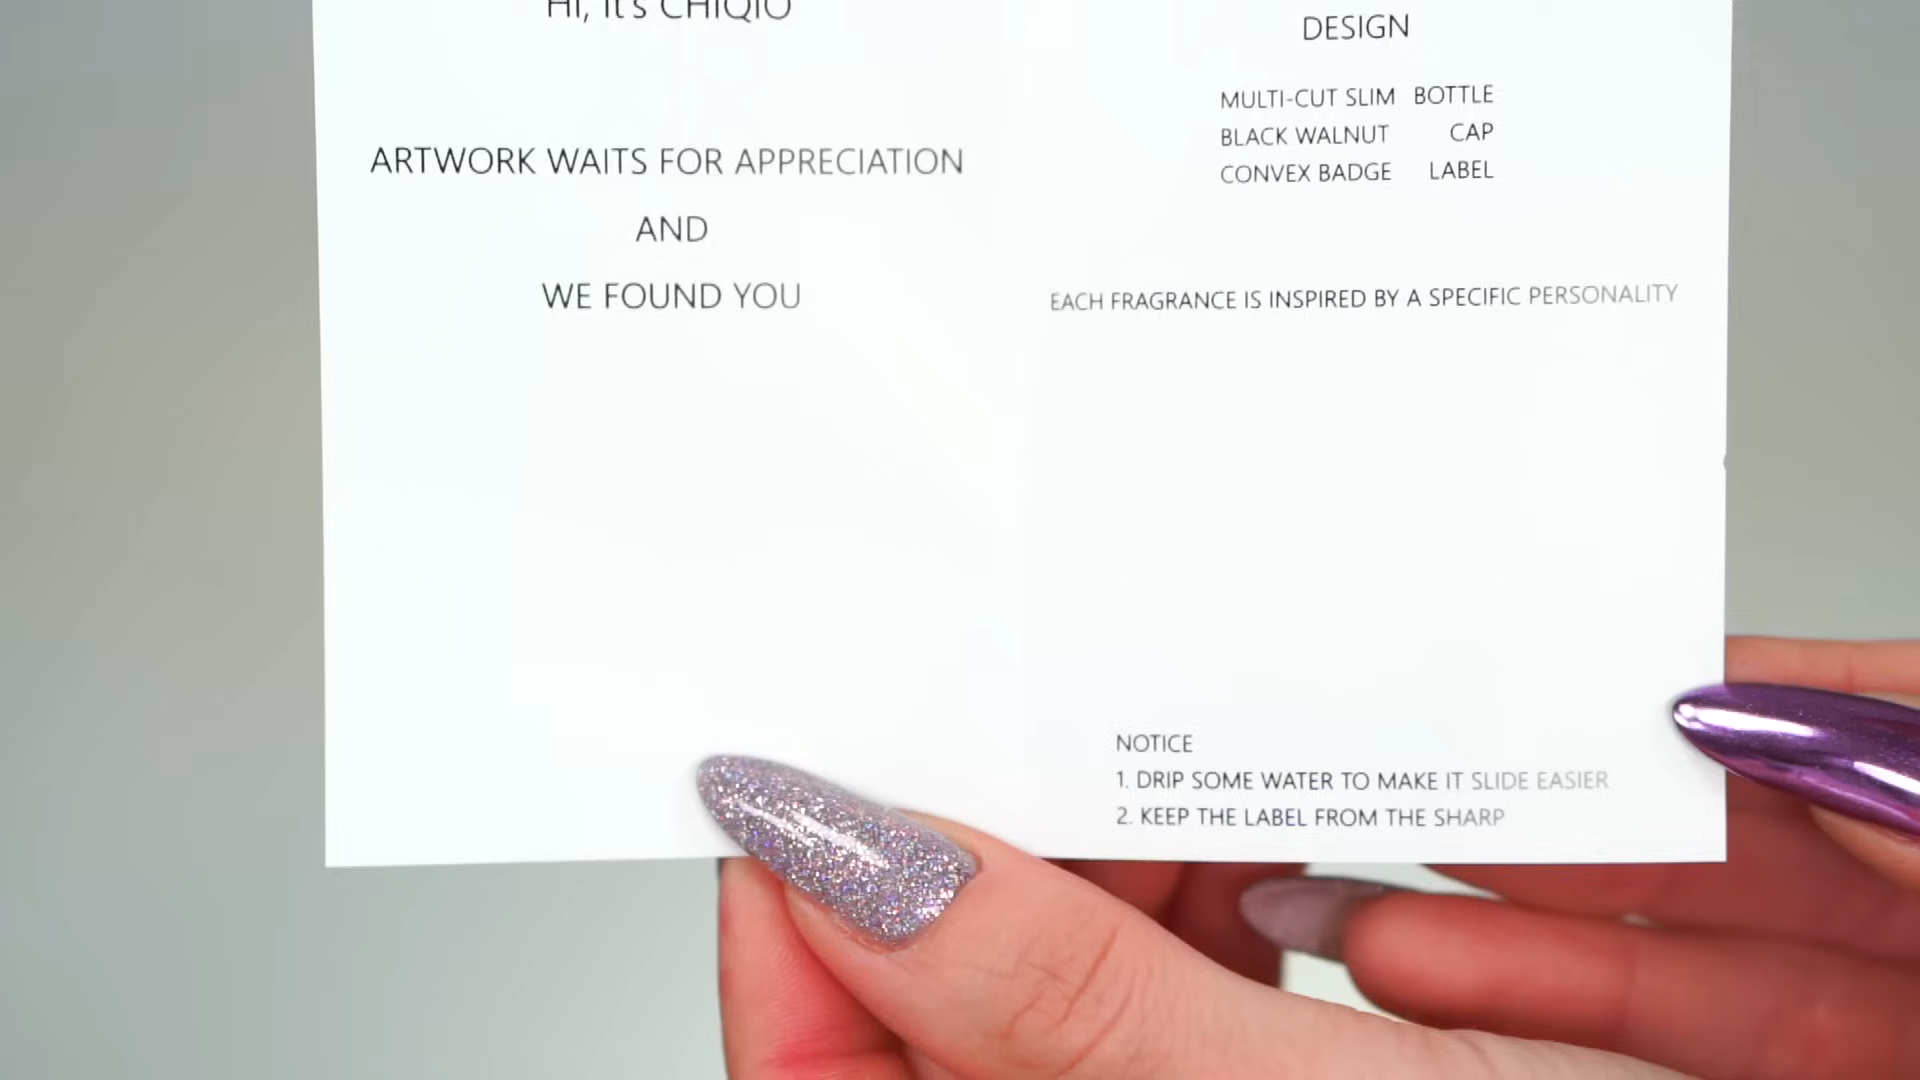 Hi, It's CHIQIO
ARTWORK WAITS FOR APPRECIATION
AND
WE FOUND YOU
DESIGN
MULTI-CUT SLIM BOTTLE
BLACK WALNUT CAP
CONVEX BADGE LABEL
EACH FRAGRANCE IS INSPIRED BY A SPECIFIC PERSONALITY
NOTICE
1. DRIP SOME WATER TO MAKE IT SLIDE EASIER
2. KEEP THE LABEL FROM THE SHARP